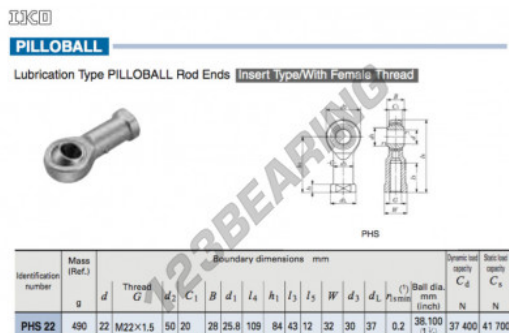 IKO
PILLOBALL
Lubrication Type PILLOBALL Rod Ends Insert Type/With Female Thread
123BEARING
PHS
Identification number Mass (Ref.) g Boundary dimensions mm Dynamic load capacity Cd N Static load capacity Cs N
d Thread G d2 C1 B d1 l4 h1 l3 l5 W d3 dL r1smin(1) Ball dia. mm (inch)
PHS 22 490 22 M22×1.5 50 20 28 25.8 109 84 43 12 32 30 37 0.2 38.100 37 400 41 700